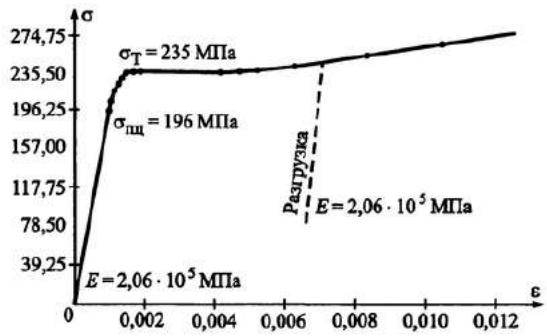 σ
274,75
235,50
196,25
157,00
117,75
78,50
39,25
σ_Т = 235 МПа
σ_пц = 196 МПа
Разгрузка
E = 2,06 · 10⁵ МПа
E = 2,06 · 10⁵ МПа
ε
0 0,002 0,004 0,006 0,008 0,010 0,012